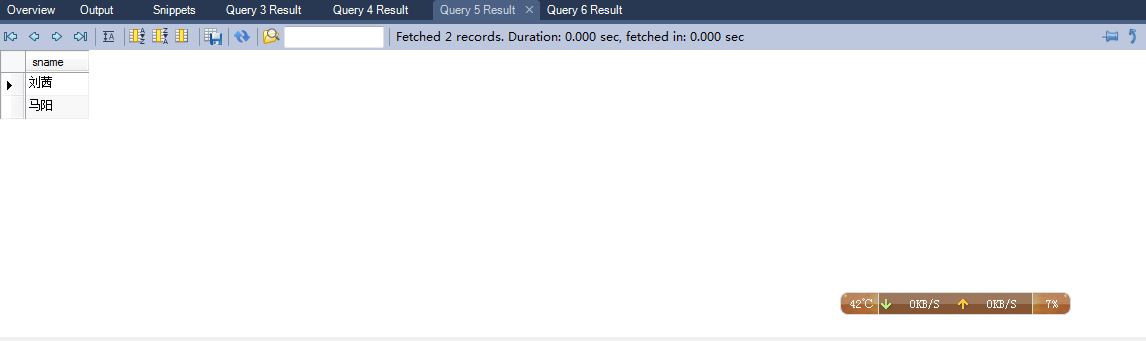 Overview Output Snippets Query 3 Result Query 4 Result Query 5 Result Query 6 Result
Fetched 2 records. Duration: 0.000 sec, fetched in: 0.000 sec
sname
刘茜
马阳
42℃ 0KB/S 0KB/S 7%